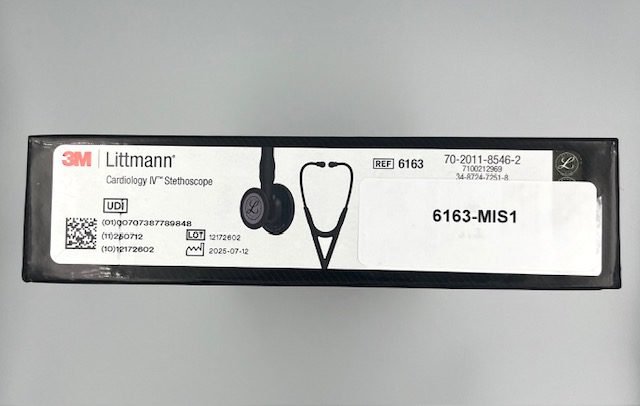 3M Littmann®
Cardiology IV™ Stethoscope
UDI
(01)00707387789848
(11)250712
(10)12172602
LOT 12172602
2025-07-12
REF 6163
70-2011-8546-2
7100212969
34-8724-7251-8
6163-MIS1